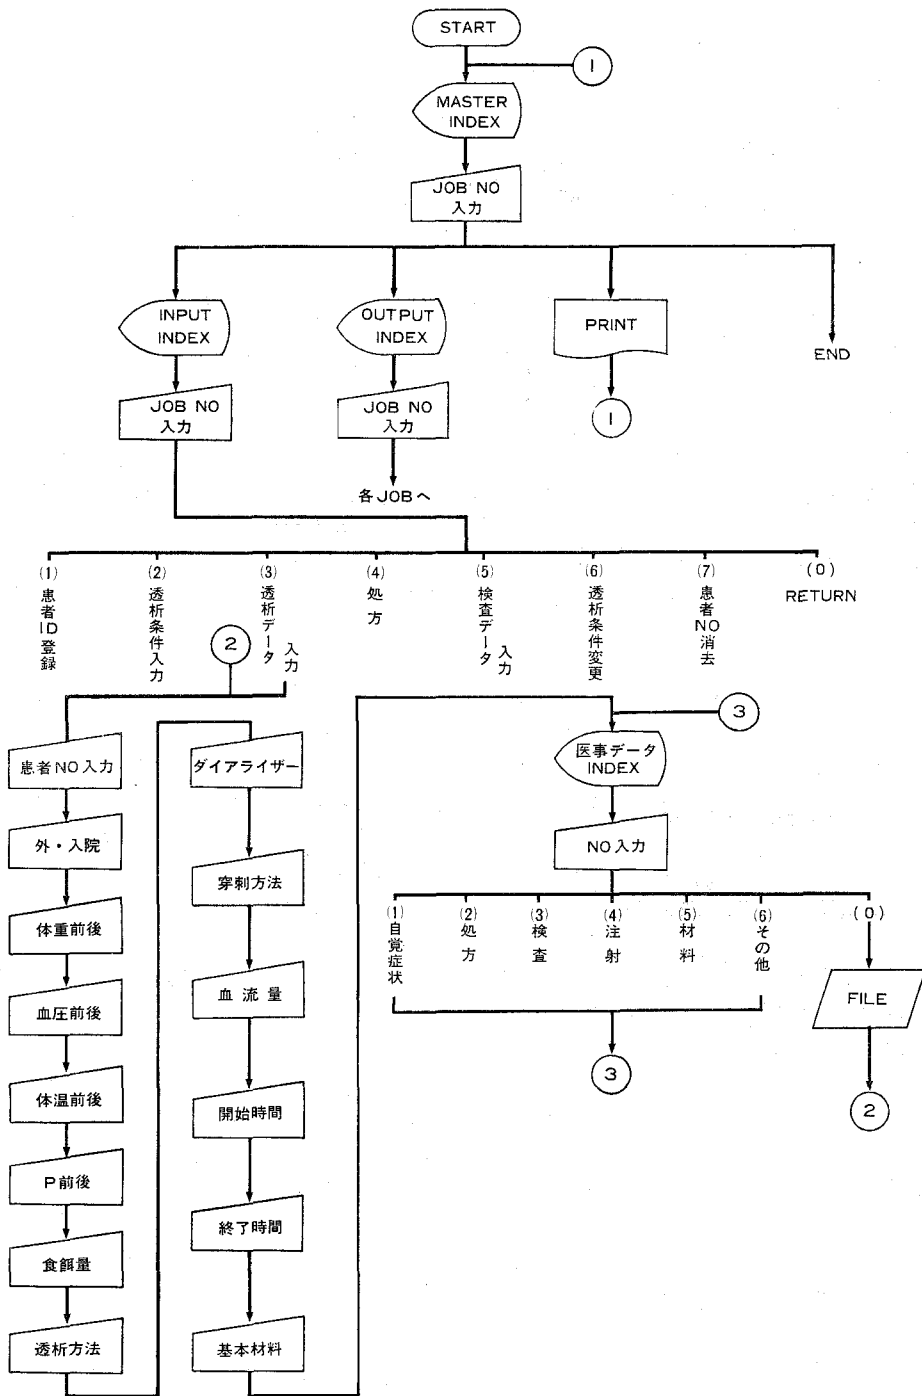 START
1
MASTER
INDEX
JOB NO
入力
INPUT
INDEX
OUTPUT
INDEX
PRINT
END
JOB NO
入力
JOB NO
入力
1
各JOBへ
(1)
患者ID登録
(2)
透析条件入力
(3)
透析データ
入力
(4)
処方
(5)
検査データ
入力
(6)
透析条件変更
(7)
患者NO消去
(0)
RETURN
2
患者NO入力
外・入院
体重前後
血圧前後
体温前後
P前後
食餌量
透析方法
ダイアライザー
穿刺方法
血流量
開始時間
終了時間
基本材料
3
医事データ
INDEX
NO入力
(1)
自覚症状
(2)
処方
(3)
検査
(4)
注射
(5)
材料
(6)
その他
(0)
FILE
3
2